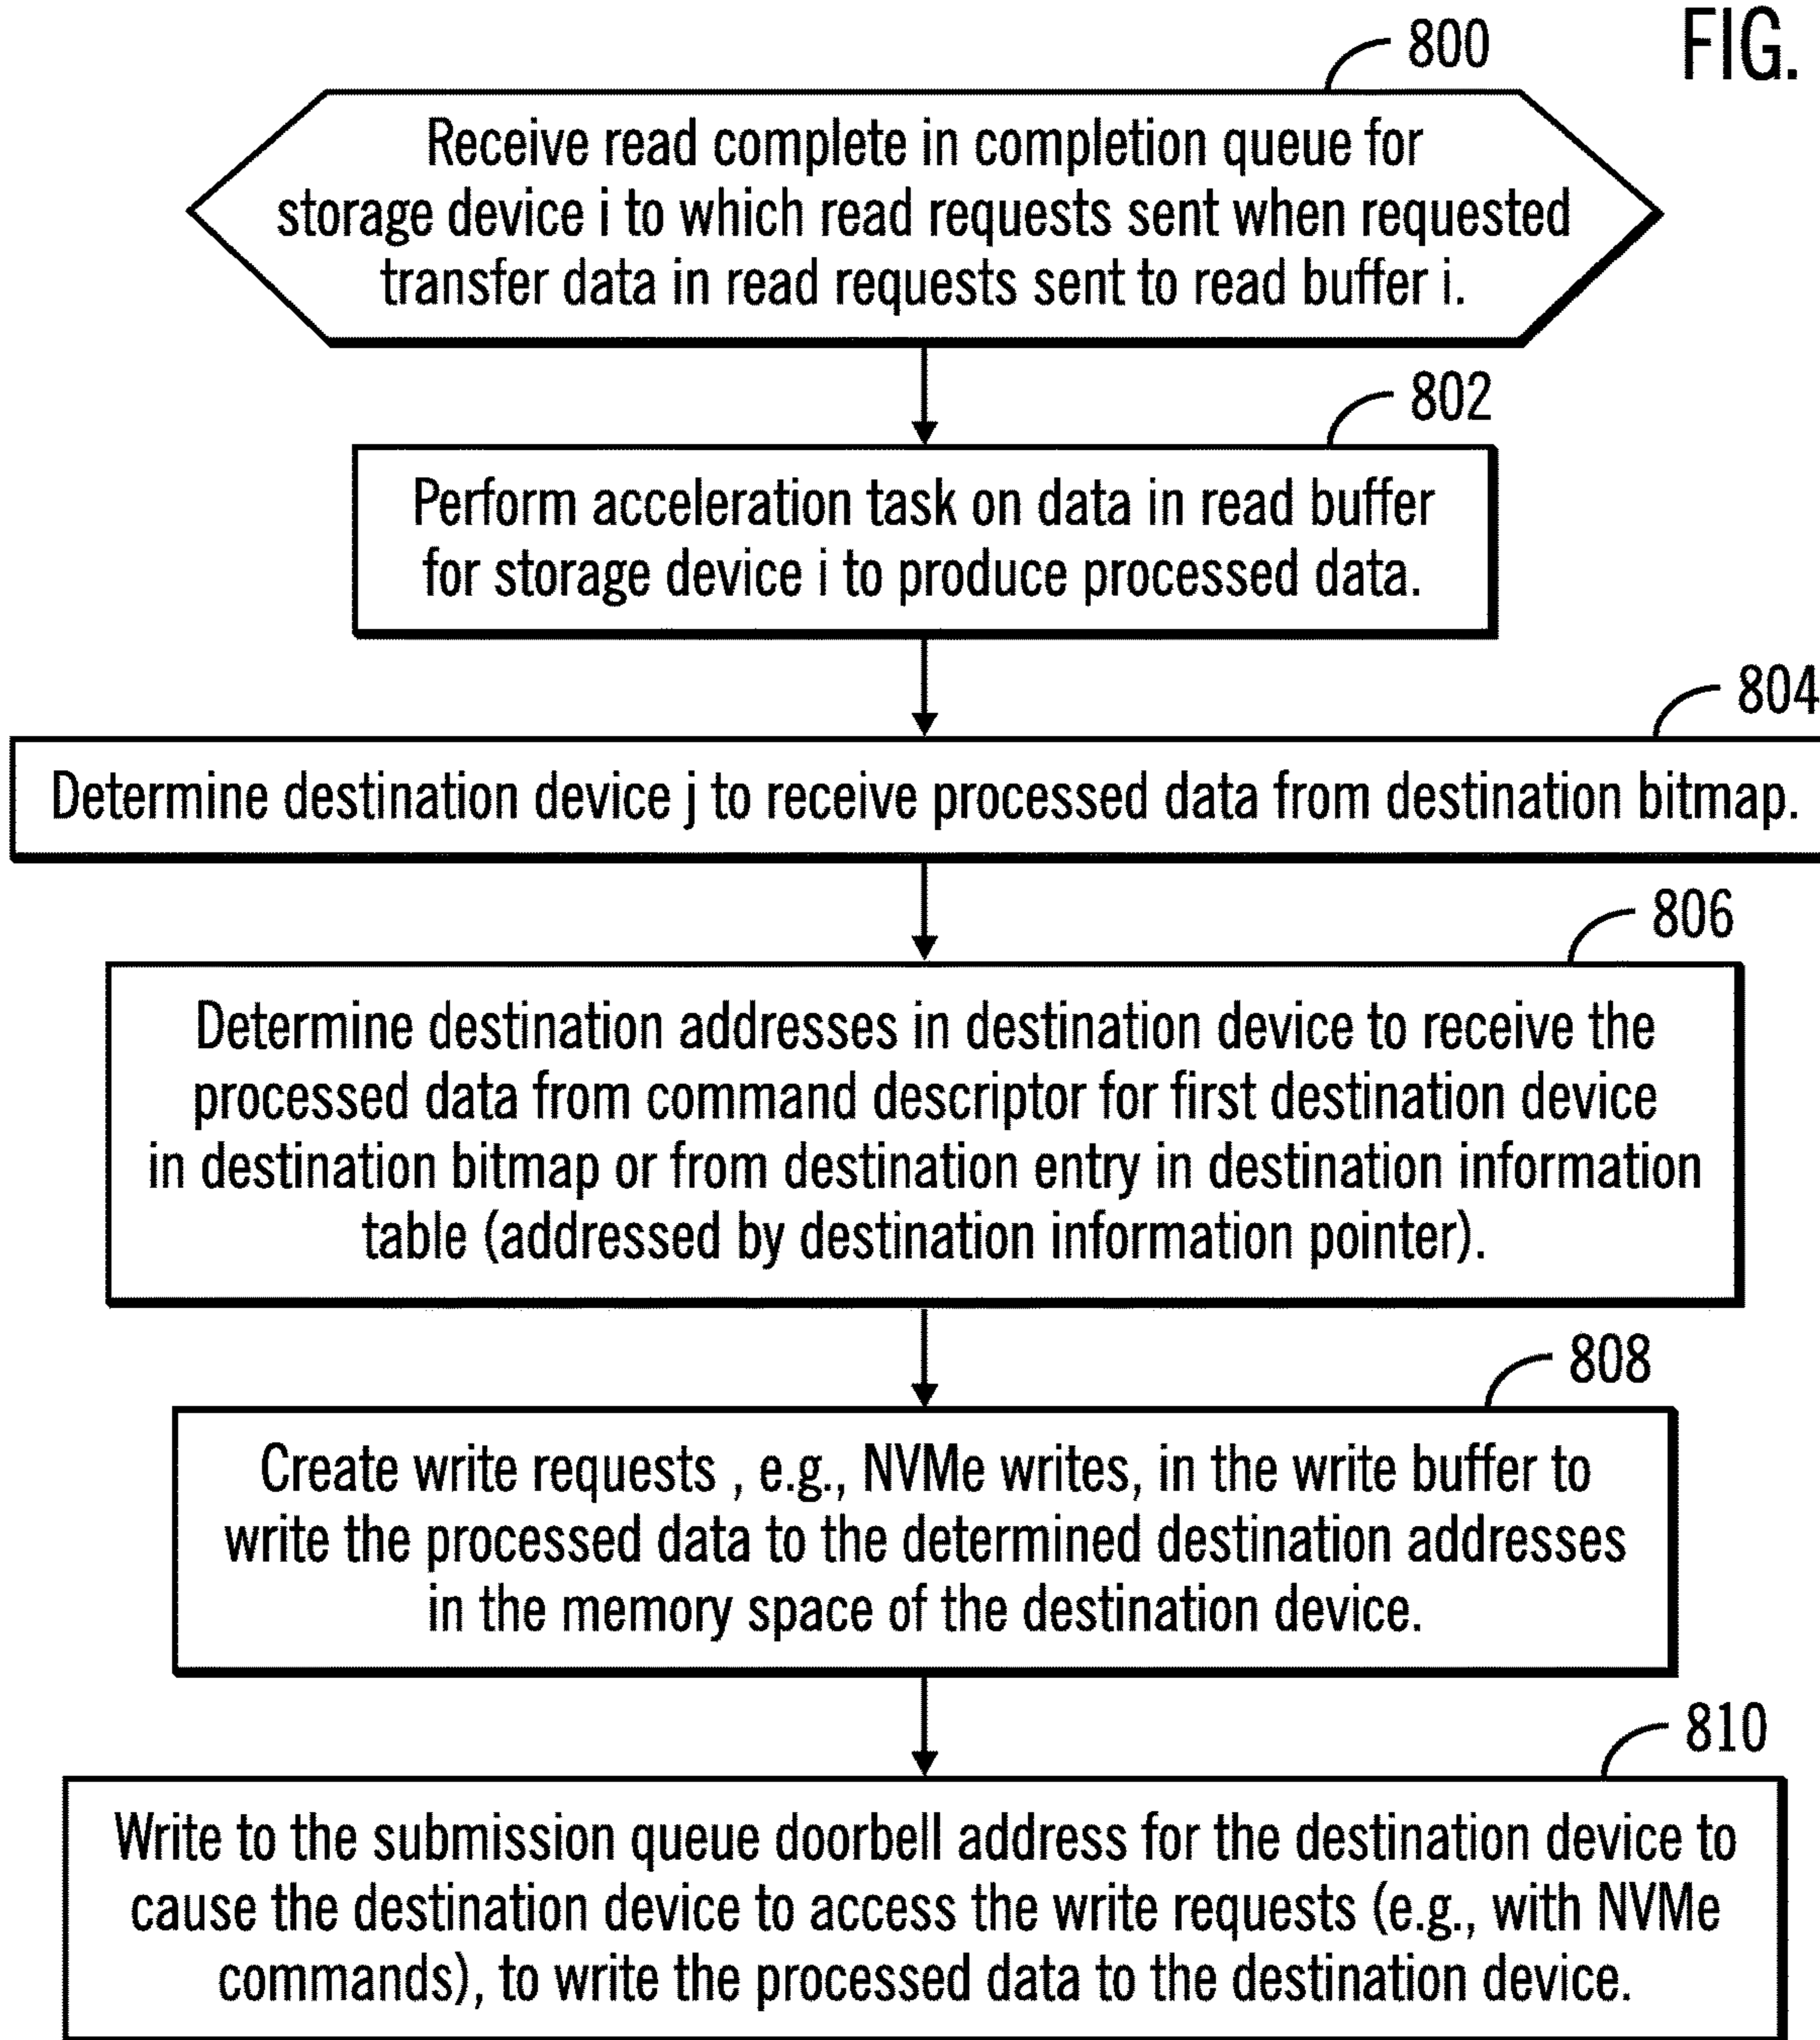 FIG.
800
Receive read complete in completion queue for
storage device i to which read requests sent when requested
transfer data in read requests sent to read buffer i.
802
Perform acceleration task on data in read buffer
for storage device i to produce processed data.
804
Determine destination device j to receive processed data from destination bitmap.
806
Determine destination addresses in destination device to receive the
processed data from command descriptor for first destination device
in destination bitmap or from destination entry in destination information
table (addressed by destination information pointer).
808
Create write requests , e.g., NVMe writes, in the write buffer to
write the processed data to the determined destination addresses
in the memory space of the destination device.
810
Write to the submission queue doorbell address for the destination device to
cause the destination device to access the write requests (e.g., with NVMe
commands), to write the processed data to the destination device.